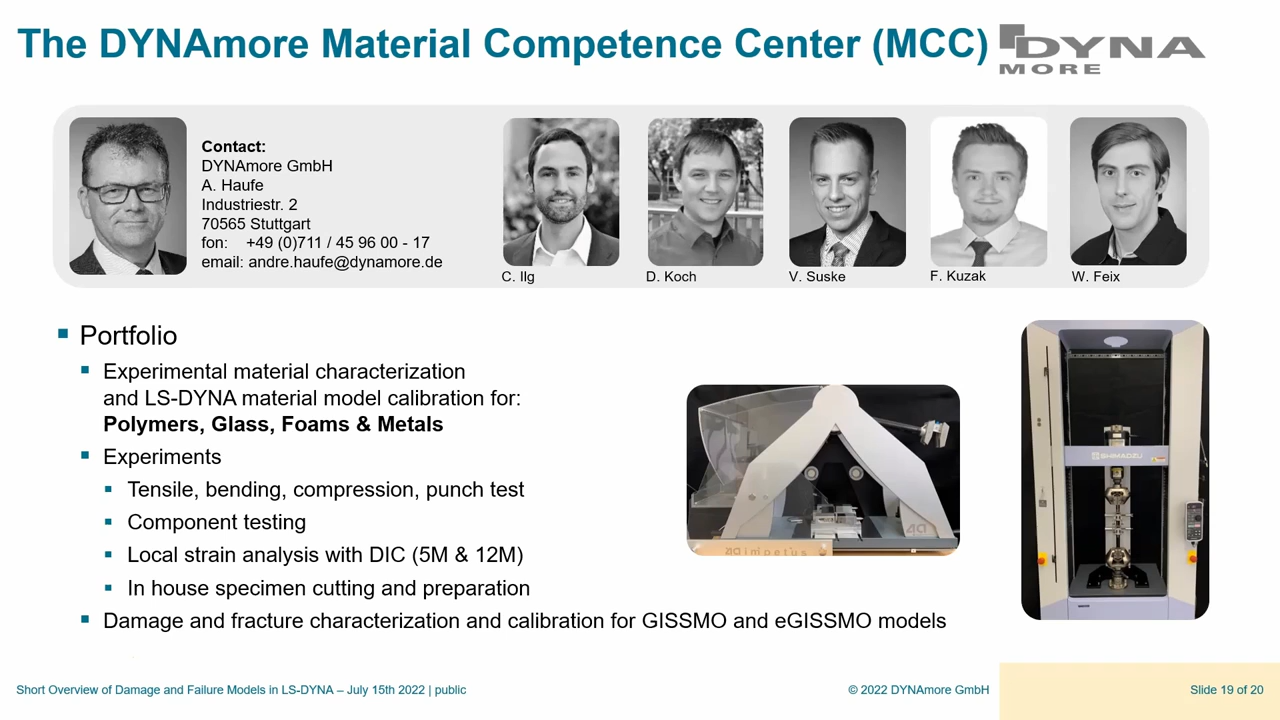 The DYNAmore Material Competence Center (MCC)
DYNA
MORE
Contact:
DYNAmore GmbH
A. Haufe
Industriestr. 2
70565 Stuttgart
fon: +49 (0)711 / 45 96 00 - 17
email: andre.haufe@dynamore.de
C. Ilg
D. Koch
V. Suske
F. Kuzak
W. Feix
Portfolio
Experimental material characterization
and LS-DYNA material model calibration for:
Polymers, Glass, Foams & Metals
Experiments
Tensile, bending, compression, punch test
Component testing
Local strain analysis with DIC (5M & 12M)
In house specimen cutting and preparation
Damage and fracture characterization and calibration for GISSMO and eGISSMO models
4a impetus
4a
SHIMADZU
Short Overview of Damage and Failure Models in LS-DYNA – July 15th 2022 | public
© 2022 DYNAmore GmbH
Slide 19 of 20